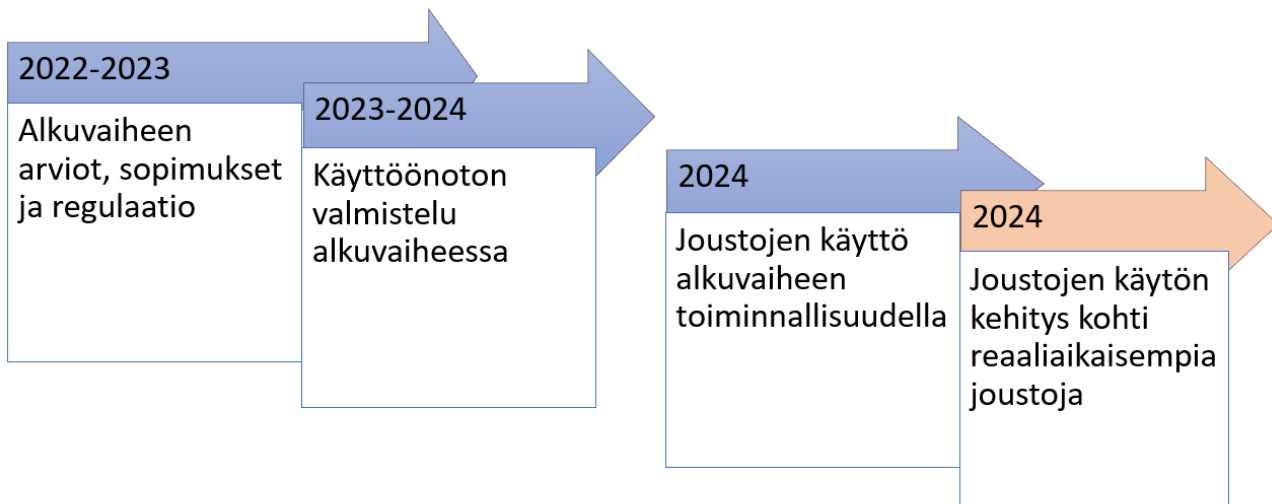 2022-2023
Alkuvaiheen
arviot, sopimukset
ja regulaatio
2023-2024
Käyttöönoton
valmistelu
alkuvaiheessa
2024
Joustojen käyttö
alkuvaiheen
toiminnallisuudella
2024
Joustojen käytön
kehitys kohti
reaaliaikaisempia
joustoja